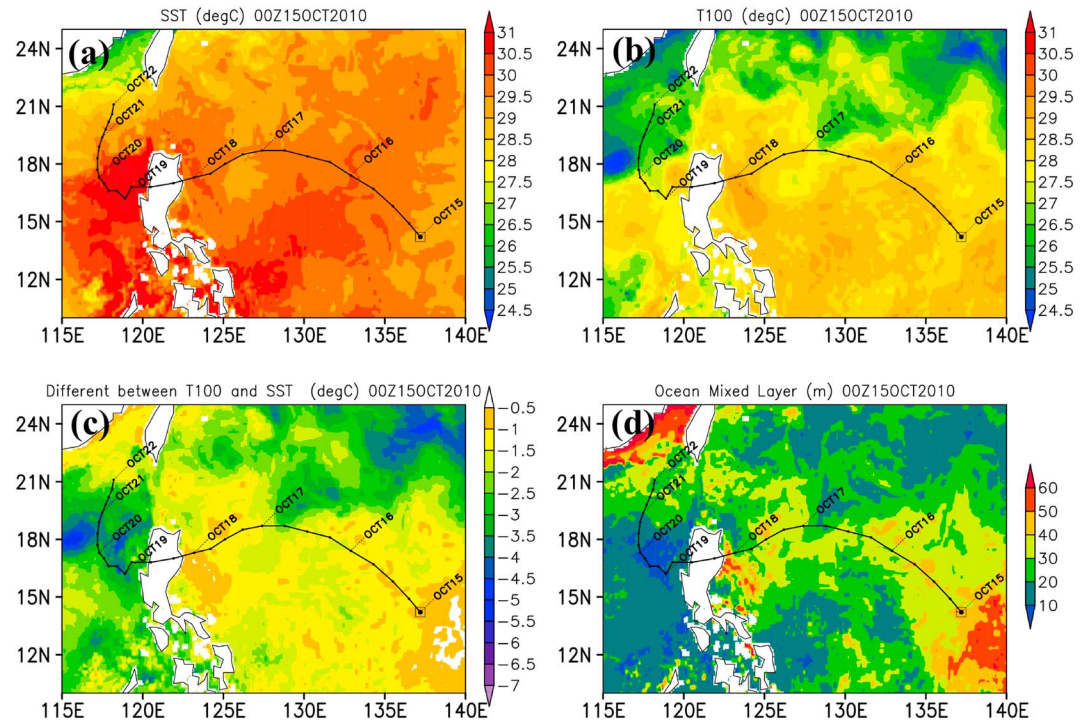 SST (degC) 00Z15OCT2010
(a)
24N
21N
18N
15N
12N
115E 120E 125E 130E 135E 140E
OCT22
OCT21
OCT20
OCT19
OCT18
OCT17
OCT16
OCT15
31
30.5
30
29.5
29
28.5
28
27.5
27
26.5
26
25.5
25
24.5
T100 (degC) 00Z15OCT2010
(b)
24N
21N
18N
15N
12N
115E 120E 125E 130E 135E 140E
OCT22
OCT21
OCT20
OCT19
OCT18
OCT17
OCT16
OCT15
31
30.5
30
29.5
29
28.5
28
27.5
27
26.5
26
25.5
25
24.5
Different between T100 and SST (degC) 00Z15OCT2010
(c)
24N
21N
18N
15N
12N
115E 120E 125E 130E 135E 140E
OCT22
OCT21
OCT20
OCT19
OCT18
OCT17
OCT16
OCT15
−0.5
−1
−1.5
−2
−2.5
−3
−3.5
−4
−4.5
−5
−5.5
−6
−6.5
−7
Ocean Mixed Layer (m) 00Z15OCT2010
(d)
24N
21N
18N
15N
12N
115E 120E 125E 130E 135E 140E
OCT22
OCT21
OCT20
OCT19
OCT18
OCT17
OCT16
OCT15
60
50
40
30
20
10